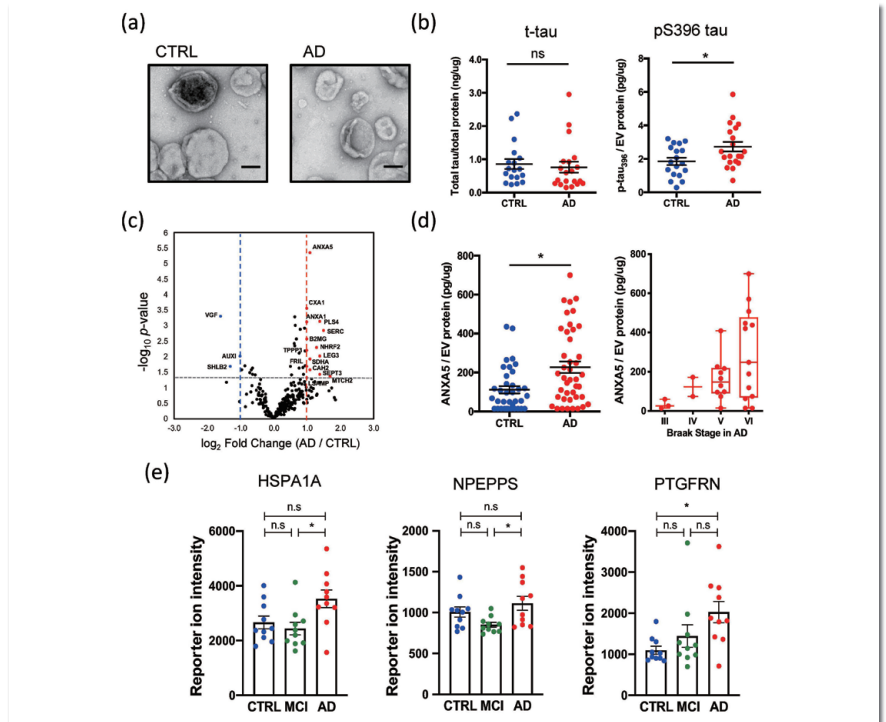 (a)
CTRL
AD
(b)
t-tau
ns
Total tau/total protein (ng/ug)
4.0
3.0
2.0
1.0
0.0
CTRL
AD
pS396 tau
*
p-tau396 / EV protein (pg/ug)
8
6
4
2
0
CTRL
AD
(c)
-log10 p-value
6
5.5
5
4.5
4
3.5
3
2.5
2
1.5
1
0.5
0
ANXA5
CXA1
VGF
ANXA1
PLS4
SERC
B2MG
NHRF2
TPPP3
AUXI
LEG3
FRIL
SDHA
SHLB2
CAH2
SEPT3
MTCH2
-3.0
-2.0
-1.0
0.0
1.0
2.0
3.0
log2 Fold Change (AD / CTRL)
(d)
*
ANXA5 / EV protein (pg/ug)
800
600
400
200
0
CTRL
AD
ANXA5 / EV protein (pg/ug)
800
600
400
200
0
III
IV
V
VI
Braak Stage in AD
(e)
HSPA1A
n.s
n.s
*
Reporter ion intensity
6000
4000
2000
0
CTRL
MCI
AD
NPEPPS
n.s
n.s
*
Reporter ion intensity
2000
1500
1000
500
0
CTRL
MCI
AD
PTGFRN
*
n.s
n.s
Reporter ion intensity
4000
3000
2000
1000
0
CTRL
MCI
AD